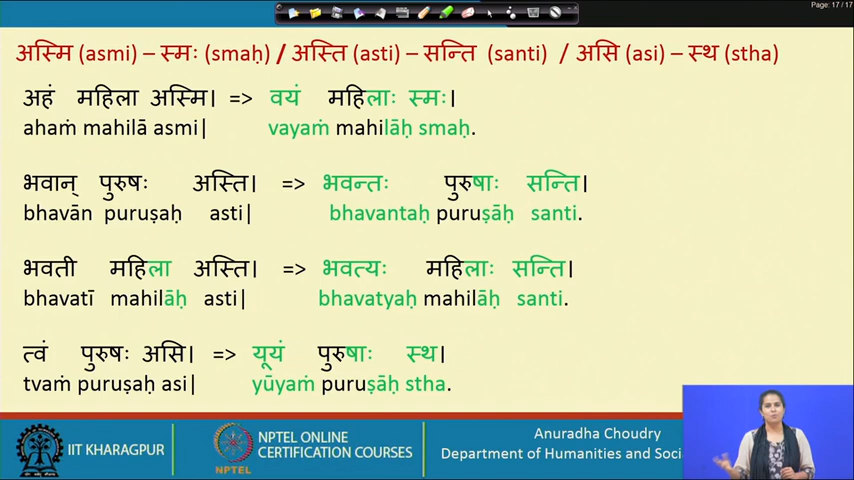 Page: 17 / 17
अस्मि (asmi) – स्मः (smaḥ) / अस्ति (asti) – सन्ति (santi) / असि (asi) – स्थ (stha)
अहं महिला अस्मि। => वयं महिलाः स्मः।
ahaṁ mahilā asmi| vayaṁ mahilāḥ smaḥ.
भवान् पुरुषः अस्ति। => भवन्तः पुरुषाः सन्ति।
bhavān puruṣaḥ asti| bhavantaḥ puruṣāḥ santi.
भवती महिला अस्ति। => भवत्यः महिलाः सन्ति।
bhavatī mahilāḥ asti| bhavatyaḥ mahilāḥ santi.
त्वं पुरुषः असि। => यूयं पुरुषाः स्थ।
tvaṁ puruṣaḥ asi| yūyaṁ puruṣāḥ stha.
IIT KHARAGPUR
NPTEL
NPTEL ONLINE
CERTIFICATION COURSES
Anuradha Choudry
Department of Humanities and Soci